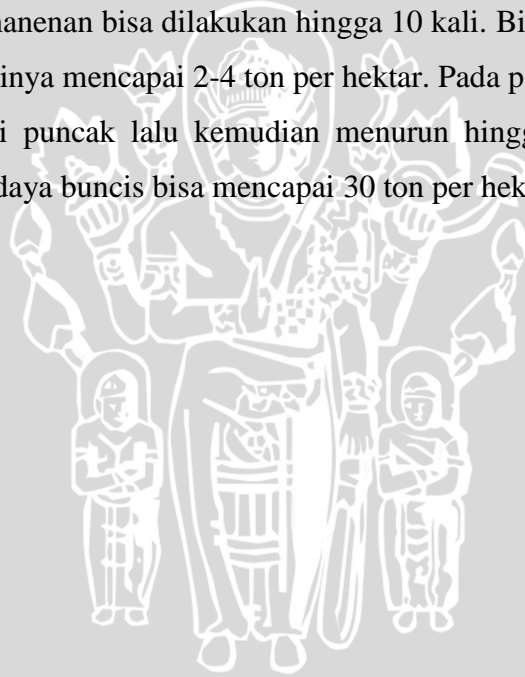 manenan bisa dilakukan hingga 10 kali. Bi
inya mencapai 2-4 ton per hektar. Pada p
i puncak lalu kemudian menurun hingg
daya buncis bisa mencapai 30 ton per hek